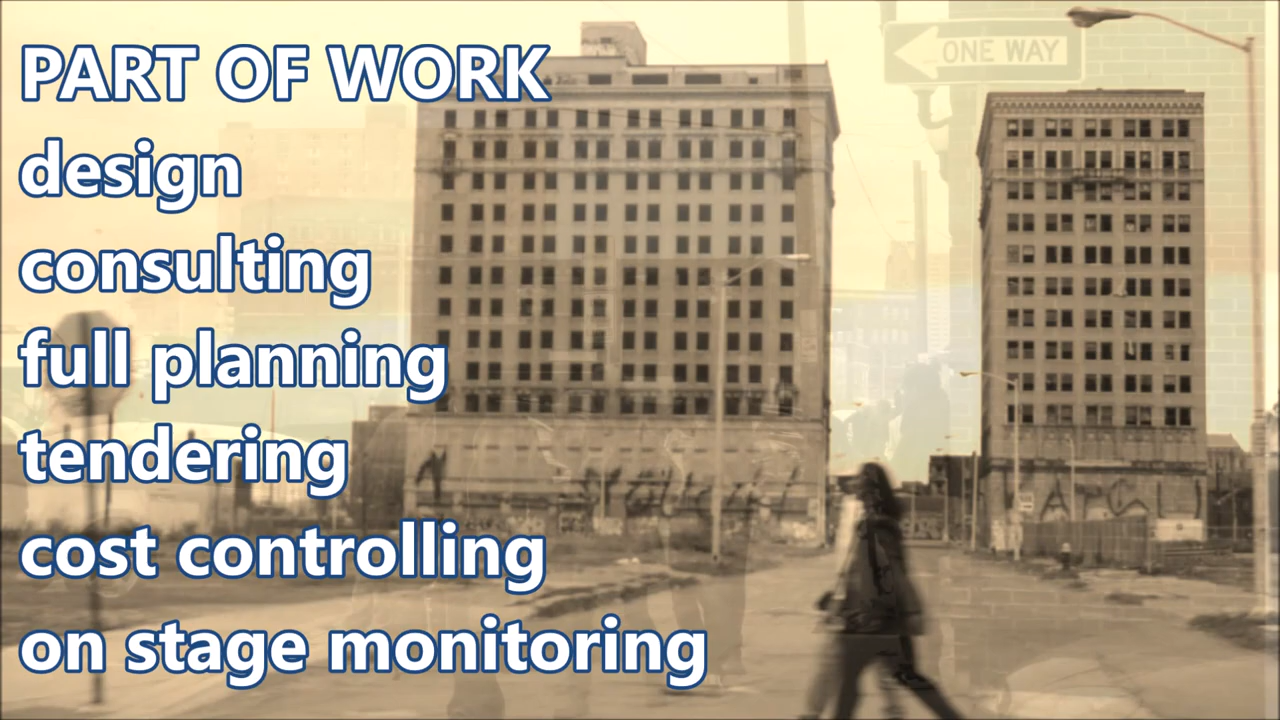 PART OF WORK
design
consulting
full planning
tendering
cost controlling
on stage monitoring
ONE WAY